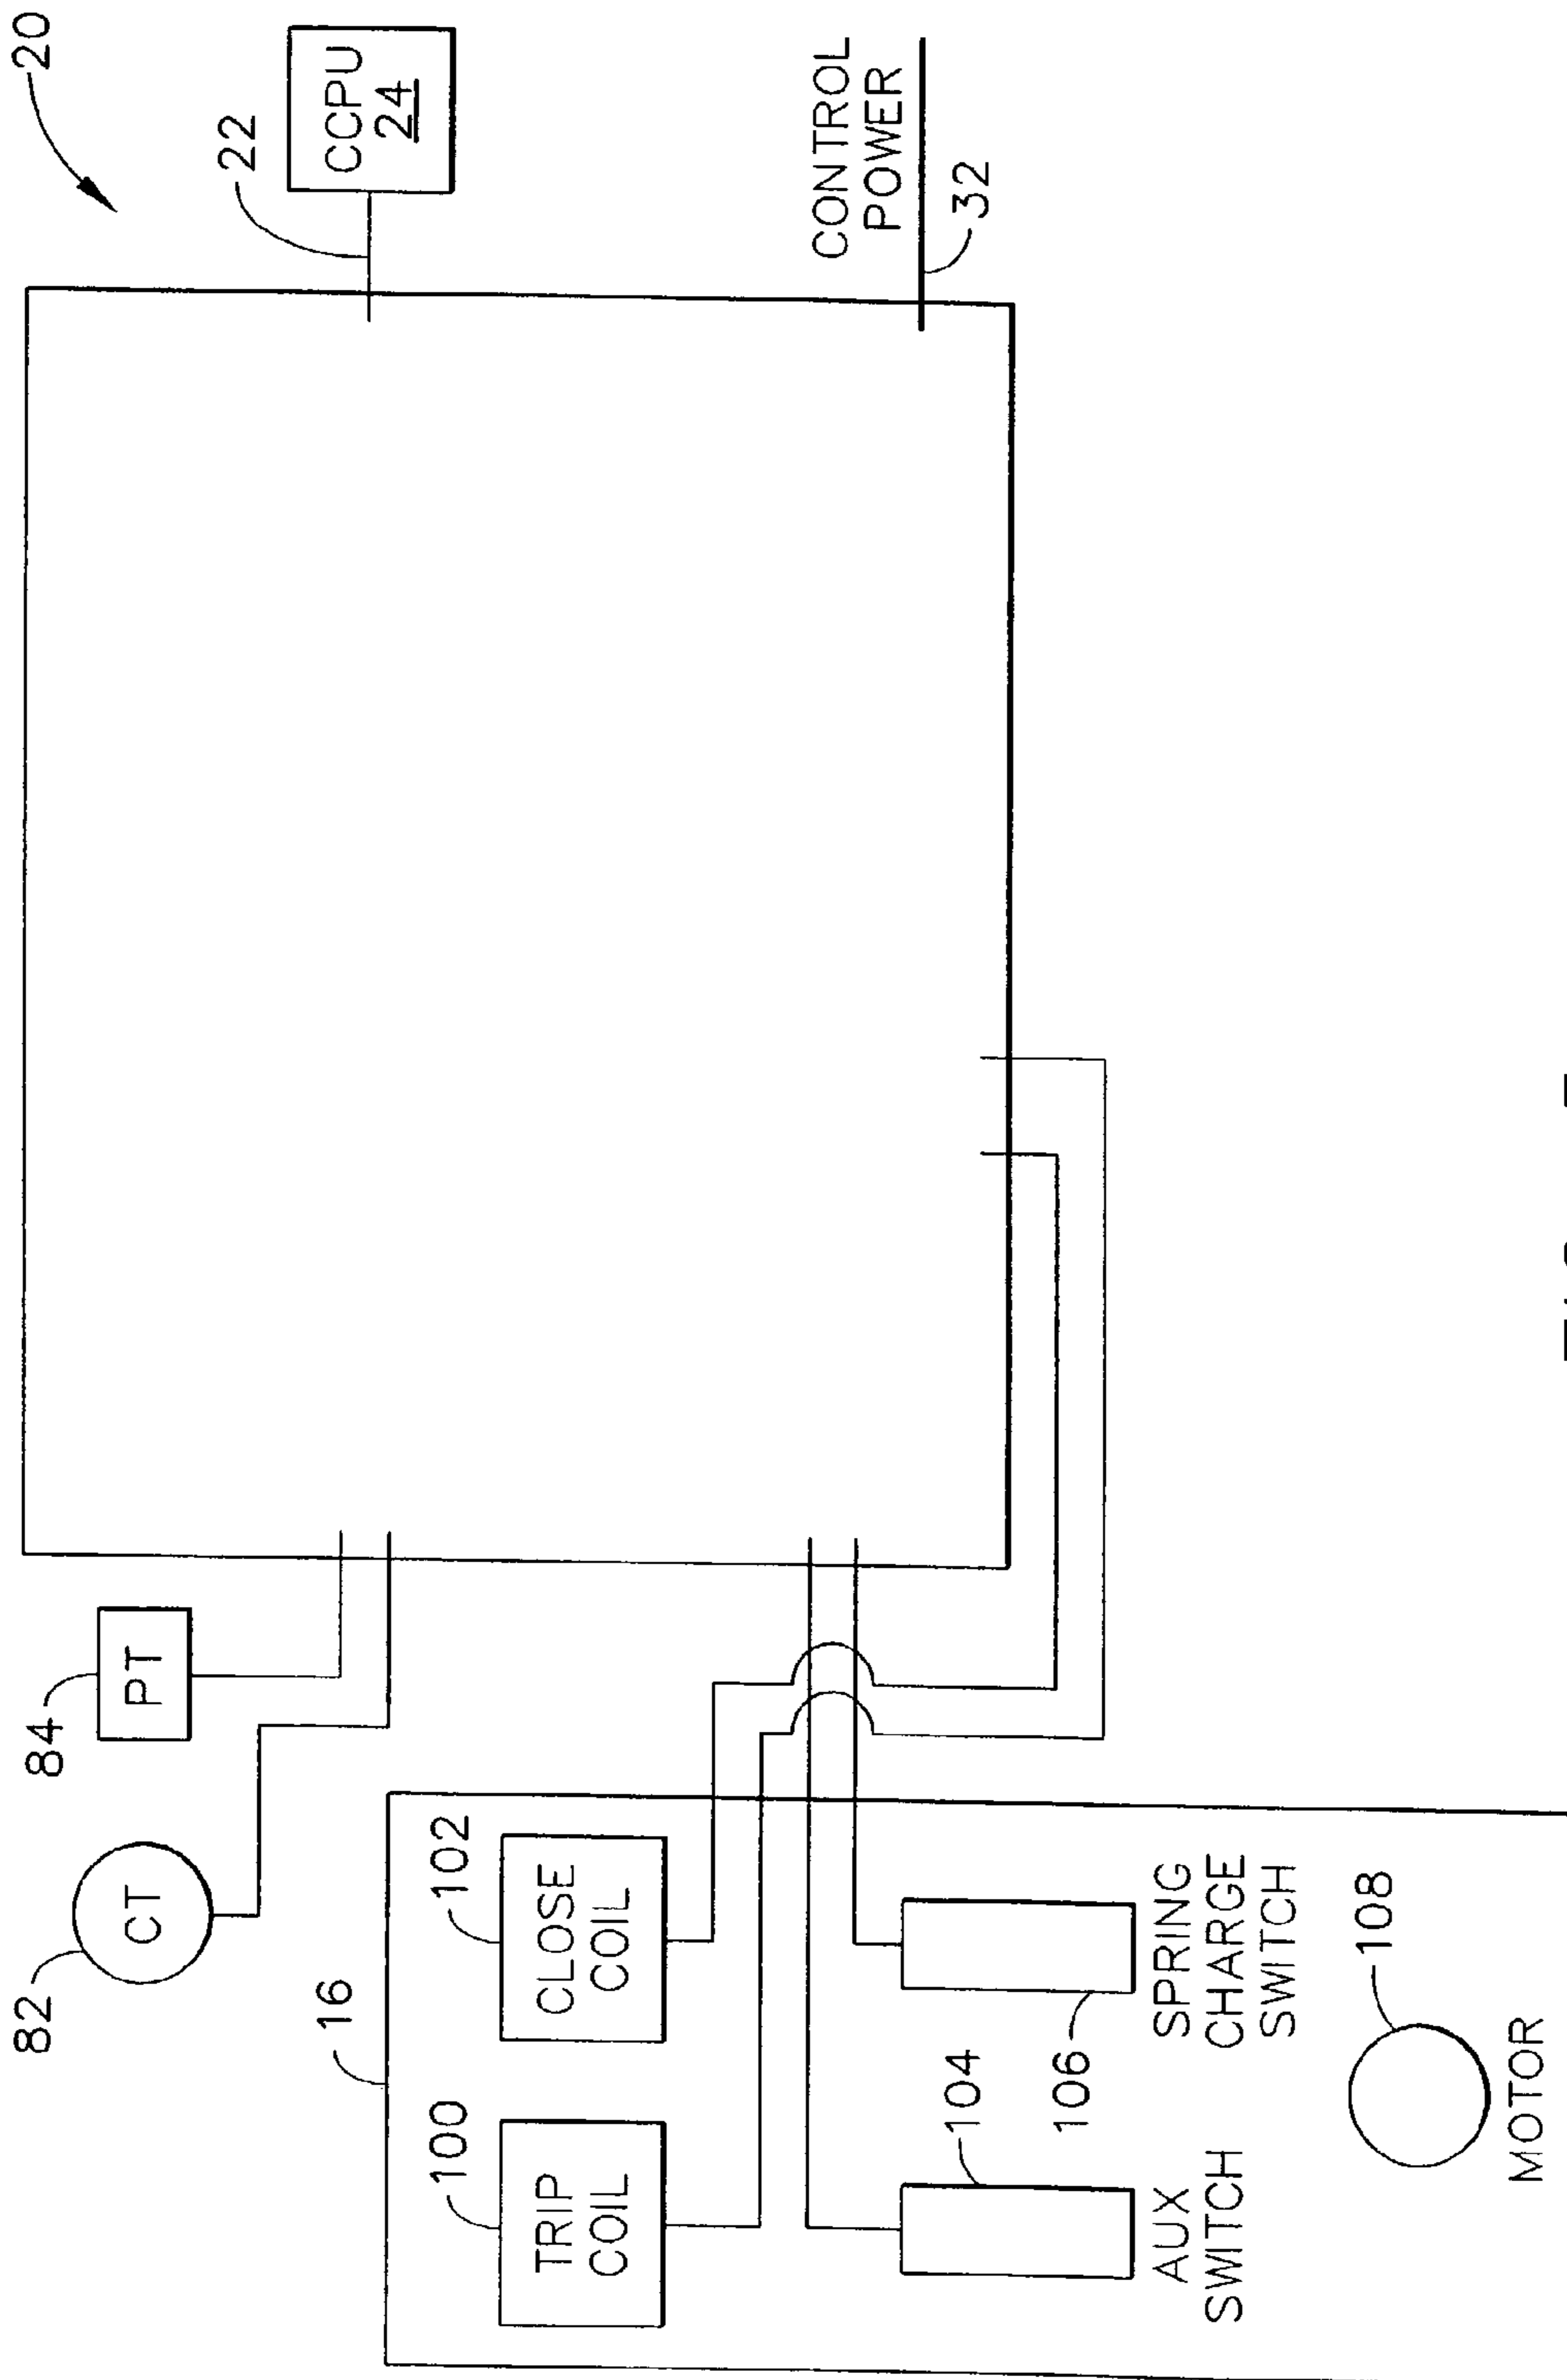 20
22
CCPU
24
CONTROL
POWER
32
84
PT
82
CT
16
102
CLOSE
COIL
100
TRIP
COIL
104
AUX
SWITCH
106
SPRING
CHARGE
SWITCH
108
MOTOR